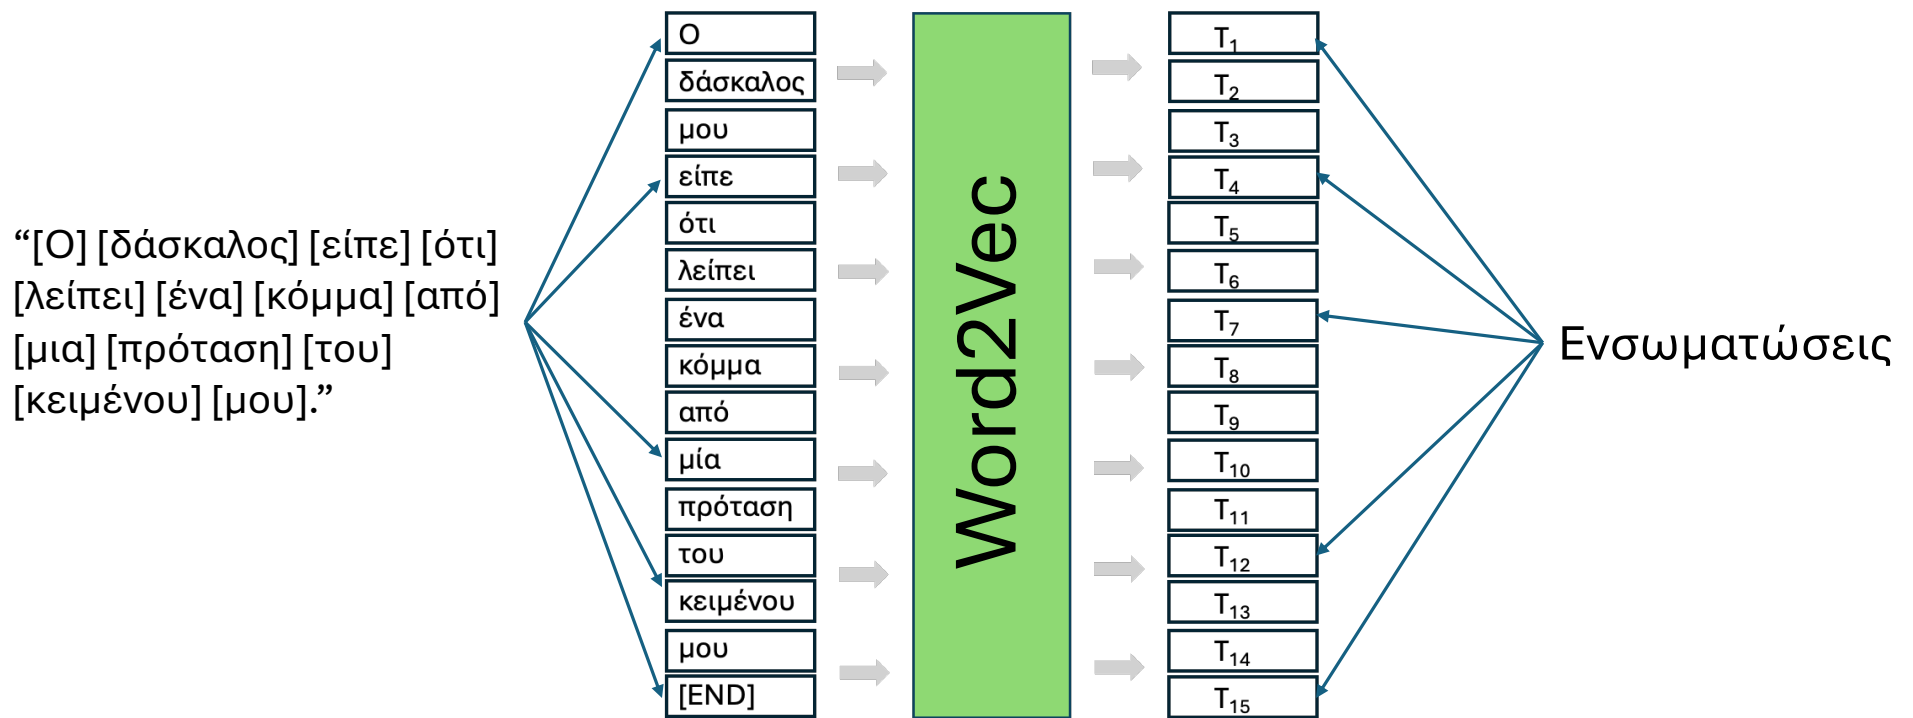 “[Ο] [δάσκαλος] [είπε] [ότι]
[λείπει] [ένα] [κόμμα] [από]
[μια] [πρόταση] [του]
[κειμένου] [μου].”
Ο
δάσκαλος
μου
είπε
ότι
λείπει
ένα
κόμμα
από
μία
πρόταση
του
κειμένου
μου
[END]
Word2Vec
T1
T2
T3
T4
T5
T6
T7
T8
T9
T10
T11
T12
T13
T14
T15
Ενσωματώσεις